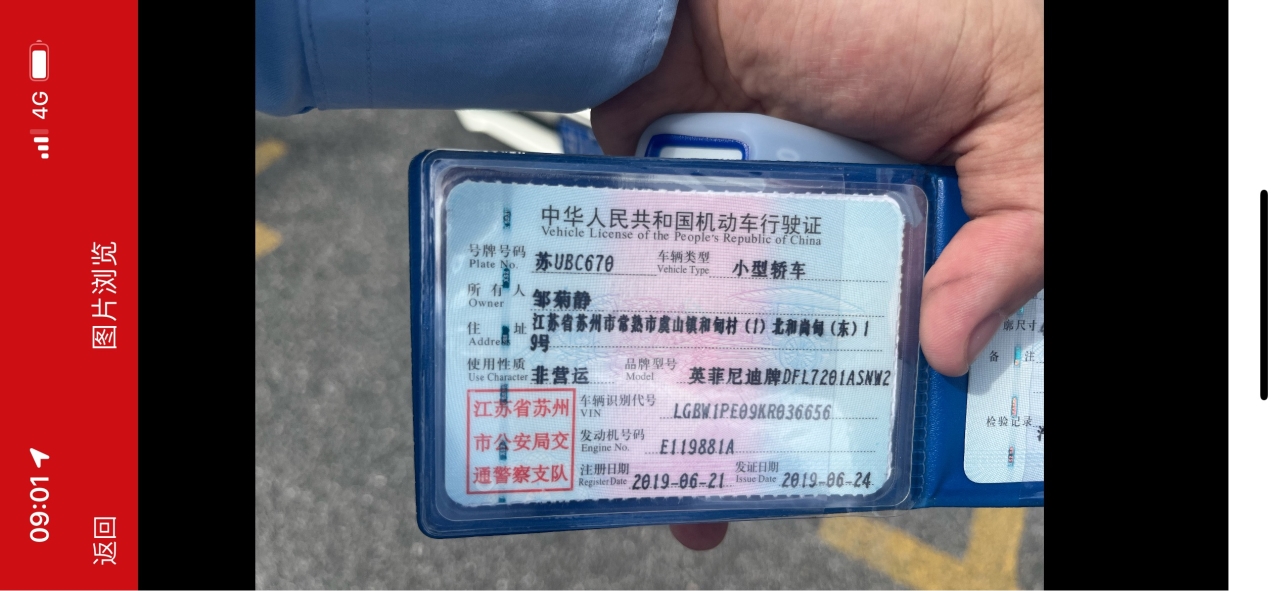 09:01
4G
返回
图片浏览
中华人民共和国机动车行驶证
Vehicle License of the People's Republic of China
号牌号码 苏UBC670 车辆类型 小型轿车
Plate No. Vehicle Type
所有人 邹菊静
Owner
住址 江苏省苏州市常熟市虞山镇和甸村(1)北和尚甸(东)1
Address 9号
使用性质 非营运 品牌型号 英菲尼迪牌DFL7201ASNW2
Use Character Model
江苏省苏州
市公安局交
通警察支队
车辆识别代号 LGBW1PE09KR036656
VIN
发动机号码 E119881A
Engine No.
注册日期 2019-06-21 发证日期 2019-06-24
Register Date Issue Date
廓尺寸
备注
检验记录